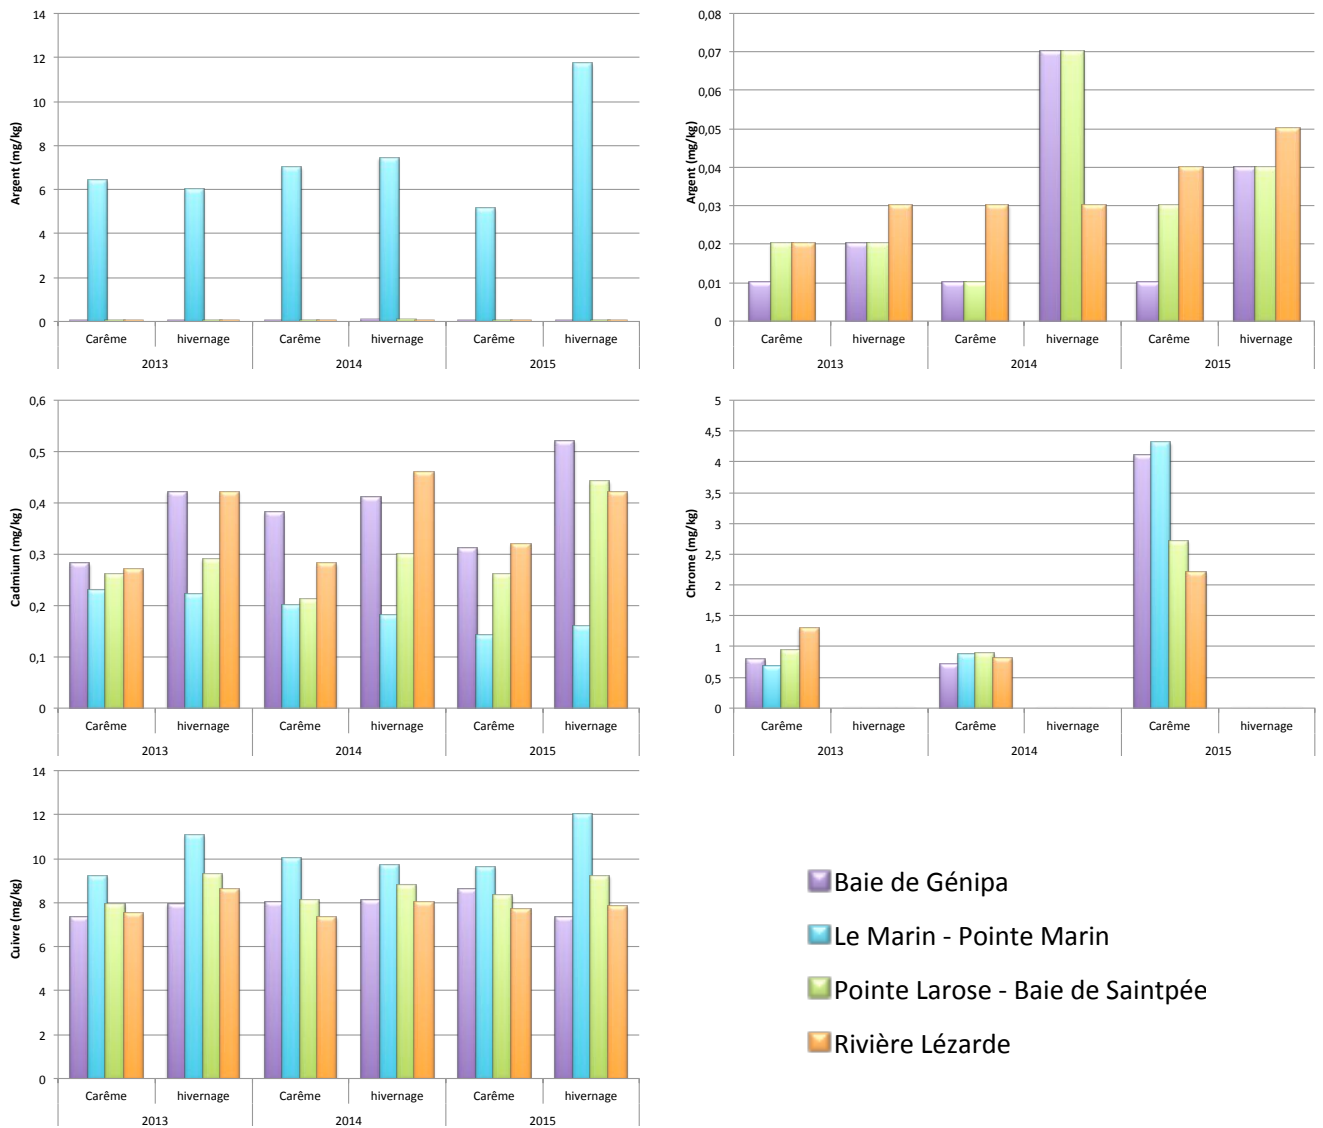 14
12
10
8
6
4
2
0
Argent (mg/kg)
Carême hivernage Carême hivernage Carême hivernage
2013 2014 2015
0,08
0,07
0,06
0,05
0,04
0,03
0,02
0,01
0
Argent (mg/kg)
Carême hivernage Carême hivernage Carême hivernage
2013 2014 2015
0,6
0,5
0,4
0,3
0,2
0,1
0
Cadmium (mg/kg)
Carême hivernage Carême hivernage Carême hivernage
2013 2014 2015
5
4,5
4
3,5
3
2,5
2
1,5
1
0,5
0
Chrome (mg/kg)
Carême hivernage Carême hivernage Carême hivernage
2013 2014 2015
14
12
10
8
6
4
2
0
Cuivre (mg/kg)
Carême hivernage Carême hivernage Carême hivernage
2013 2014 2015
Baie de Génipa
Le Marin - Pointe Marin
Pointe Larose - Baie de Saintpée
Rivière Lézarde